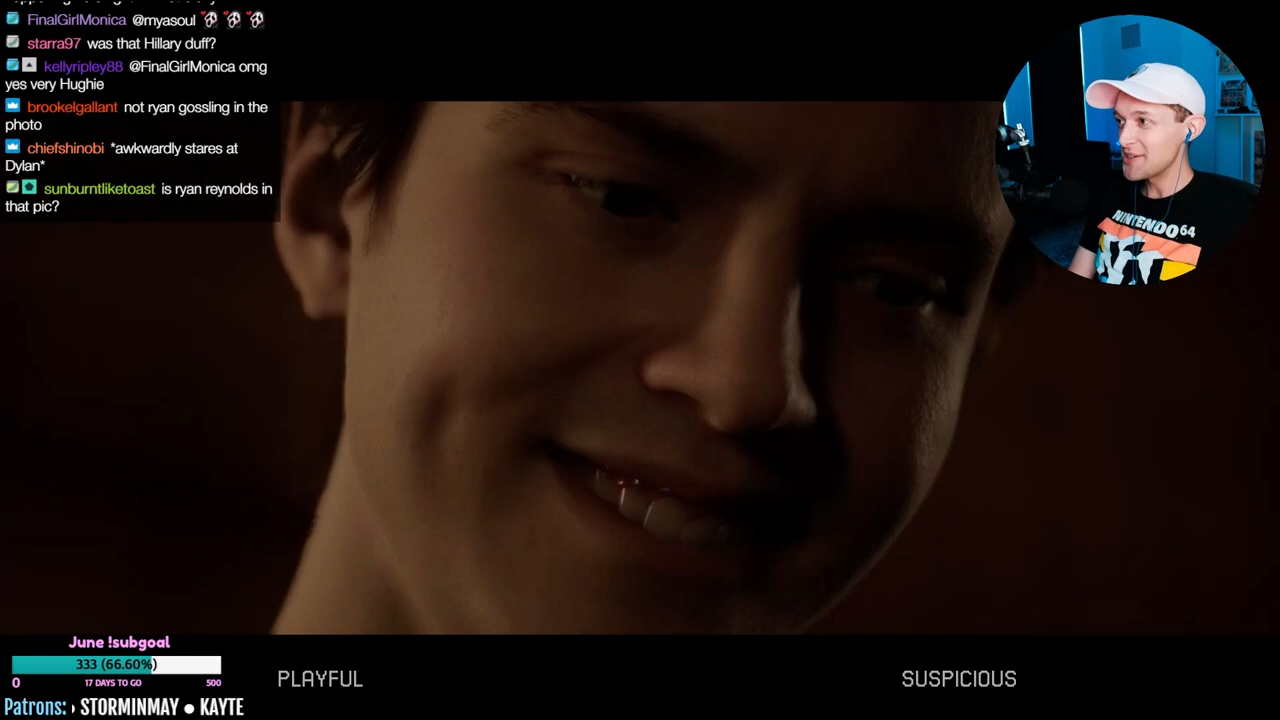 FinalGirlMonica @myasoul
starra97 was that Hillary duff?
kellyripley88 @FinalGirlMonica omg
yes very Hughie
brookelgallant not ryan gossling in the
photo
chiefshinobi *awkwardly stares at
Dylan*
sunburntliketoast is ryan reynolds in
that pic?
NINTENDO64
June !subgoal
333 (66.60%)
0 17 DAYS TO GO 500
PLAYFUL
SUSPICIOUS
Patrons: STORMINMAY ● KAYTE